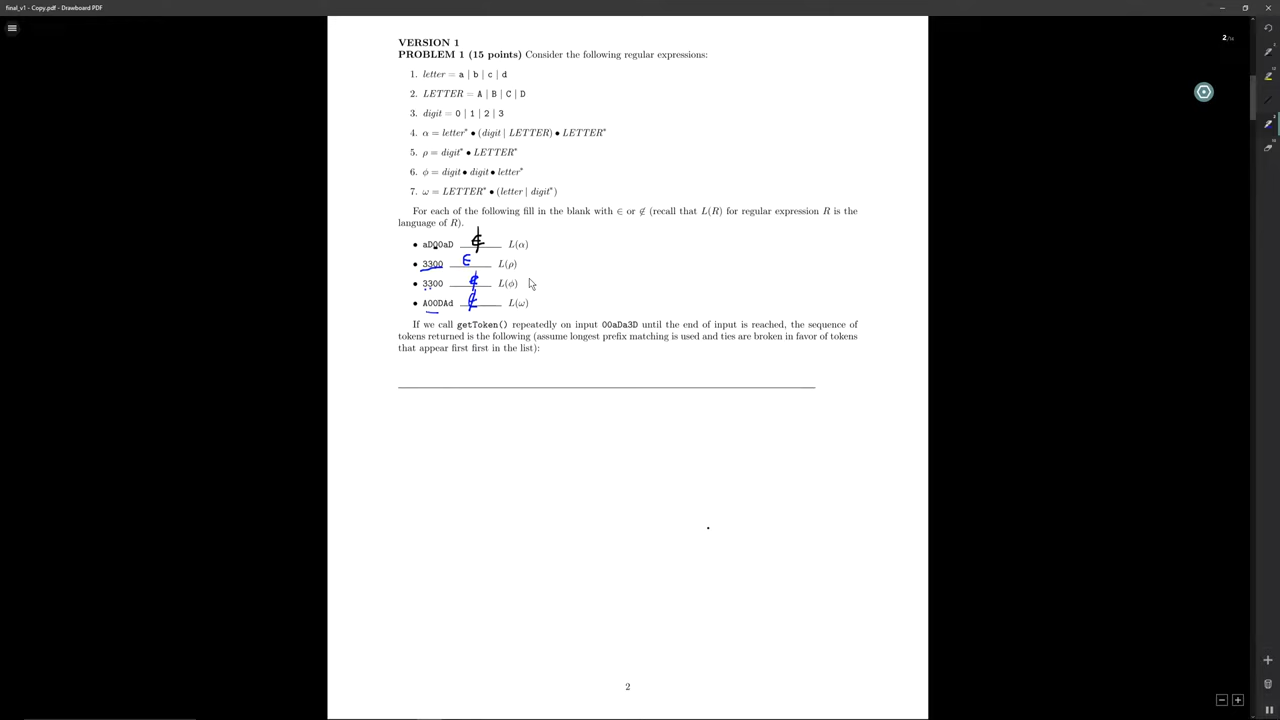 final_v1 - Copy.pdf - Drawboard PDF
2/14
VERSION 1
PROBLEM 1 (15 points) Consider the following regular expressions:
1. letter = a | b | c | d
2. LETTER = A | B | C | D
3. digit = 0 | 1 | 2 | 3
4. α = letter* • (digit | LETTER) • LETTER*
5. ρ = digit* • LETTER*
6. ϕ = digit • digit • letter*
7. ω = LETTER* • (letter | digit*)
For each of the following fill in the blank with ∈ or ∉ (recall that L(R) for regular expression R is the
language of R).
• aD00aD ∉ L(α)
• 3300 ∈ L(ρ)
• 3300 ∉ L(ϕ)
• A00DAd ∉ L(ω)
If we call getToken() repeatedly on input 00aDa3D until the end of input is reached, the sequence of
tokens returned is the following (assume longest prefix matching is used and ties are broken in favor of tokens
that appear first first in the list):
2